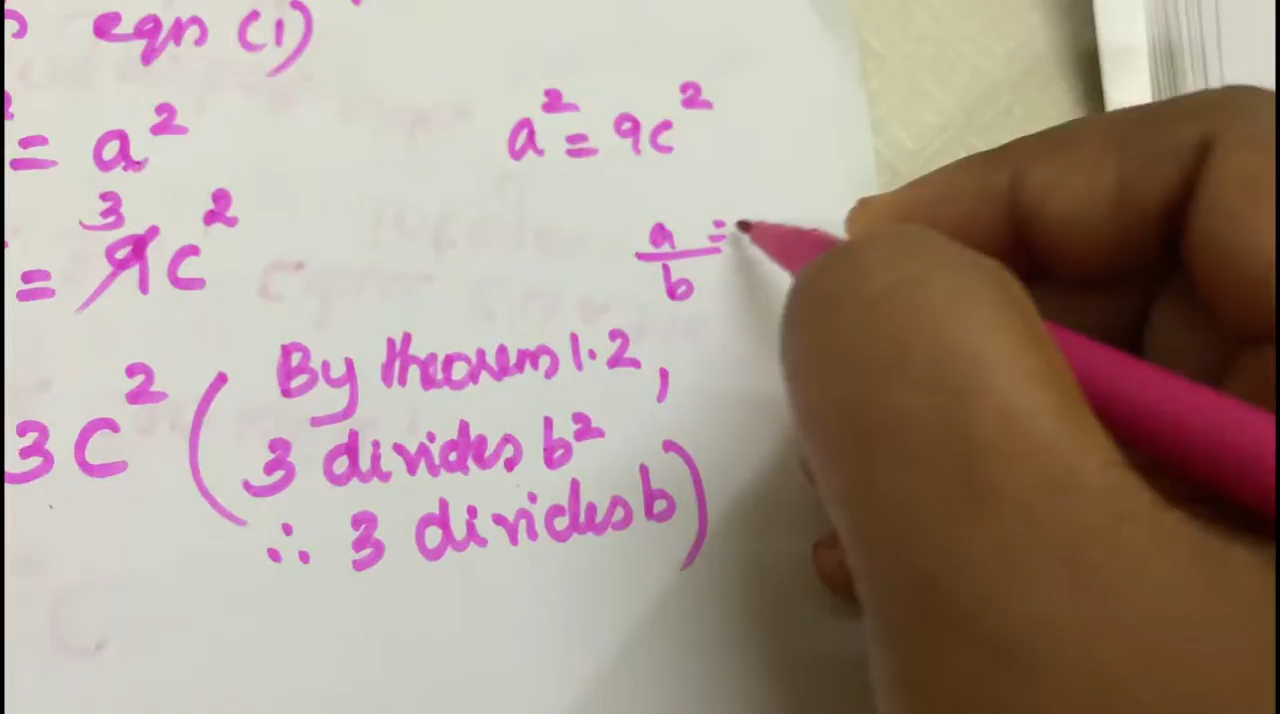 eqn (1)
= a²
a² = 9c²
3
= 9c²
a/b =
3c² (By theorem 1.2,
3 divides b²
∴ 3 divides b)